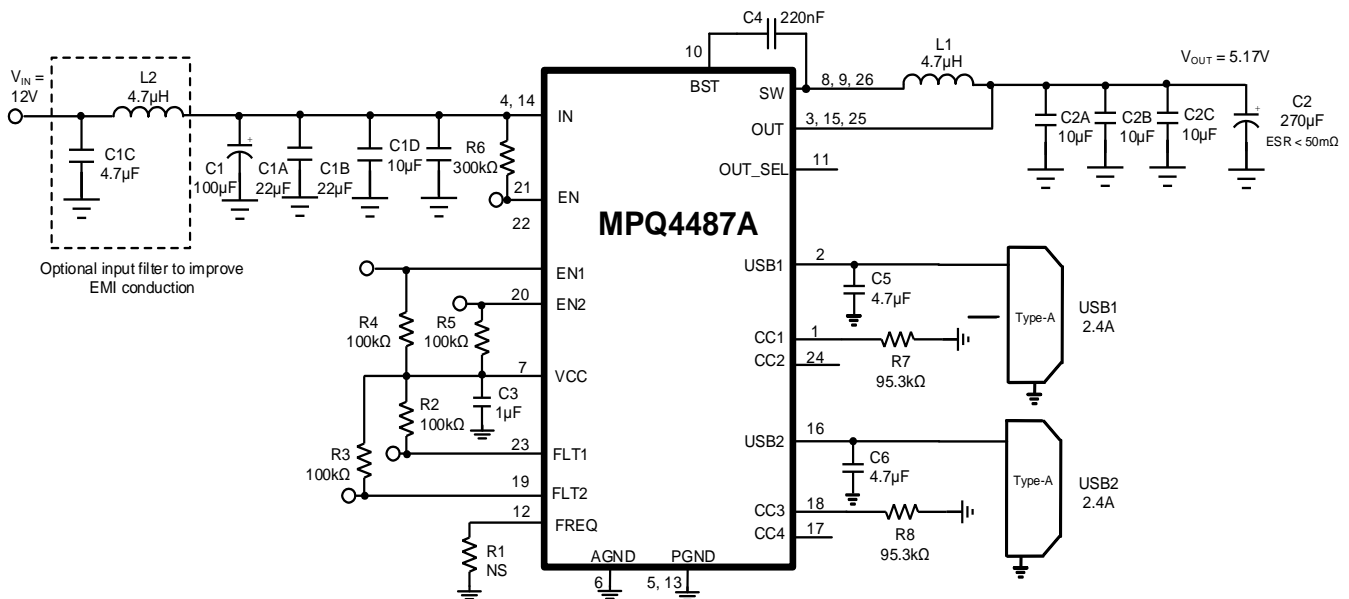 C4 220nF
10
BST
V_IN =
12V
L2
4.7µH
C1C
4.7µF
Optional input filter to improve
EMI conduction
C1
100µF
C1A
22µF
C1B
22µF
C1D
10µF
R6
300kΩ
4, 14
IN
21
EN
22
EN1
20
EN2
R4
100kΩ
R5
100kΩ
7
VCC
C3
1µF
R2
100kΩ
R3
100kΩ
23
FLT1
19
FLT2
12
FREQ
R1
NS
AGND
6
PGND
5, 13
MPQ4487A
SW
8, 9, 26
L1
4.7µH
V_OUT = 5.17V
OUT
3, 15, 25
OUT_SEL
11
C2A
10µF
C2B
10µF
C2C
10µF
C2
270µF
ESR < 50mΩ
USB1
2
C5
4.7µF
CC1
1
R7
95.3kΩ
CC2
24
Type-A
USB1
2.4A
USB2
16
C6
4.7µF
CC3
18
R8
95.3kΩ
CC4
17
Type-A
USB2
2.4A